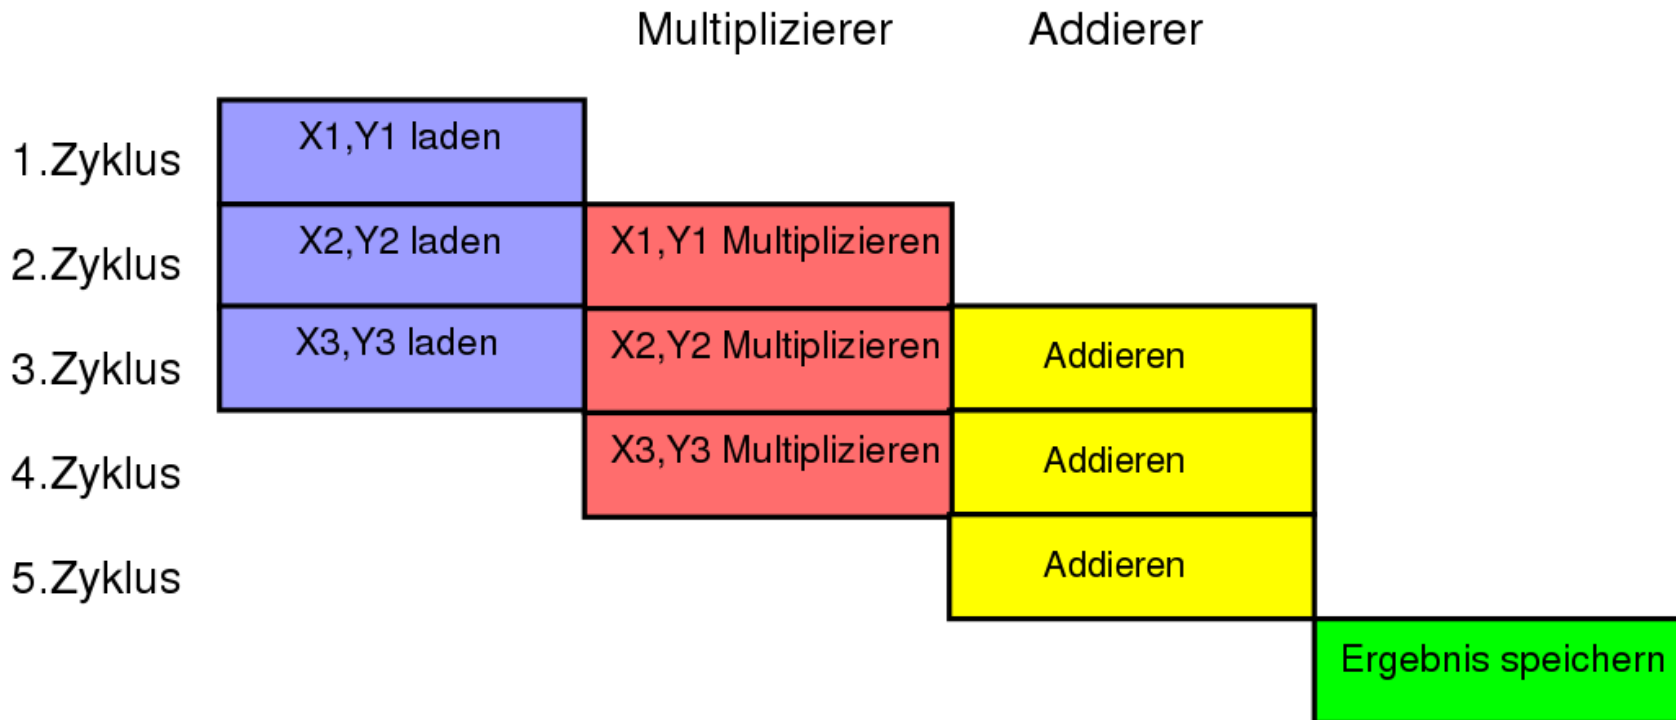 Multiplizierer Addierer
1.Zyklus X1,Y1 laden
2.Zyklus X2,Y2 laden X1,Y1 Multiplizieren
3.Zyklus X3,Y3 laden X2,Y2 Multiplizieren Addieren
4.Zyklus X3,Y3 Multiplizieren Addieren
5.Zyklus Addieren
Ergebnis speichern